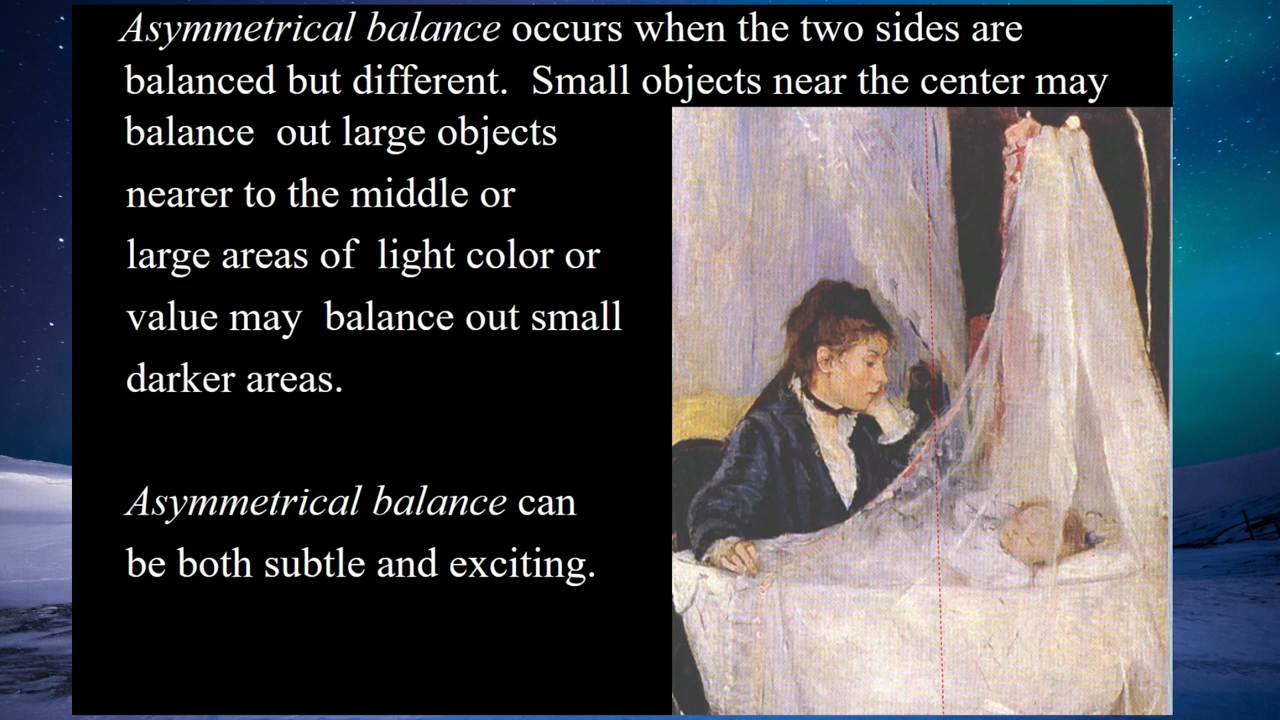 Asymmetrical balance occurs when the two sides are
balanced but different. Small objects near the center may
balance out large objects
nearer to the middle or
large areas of light color or
value may balance out small
darker areas.
Asymmetrical balance can
be both subtle and exciting.